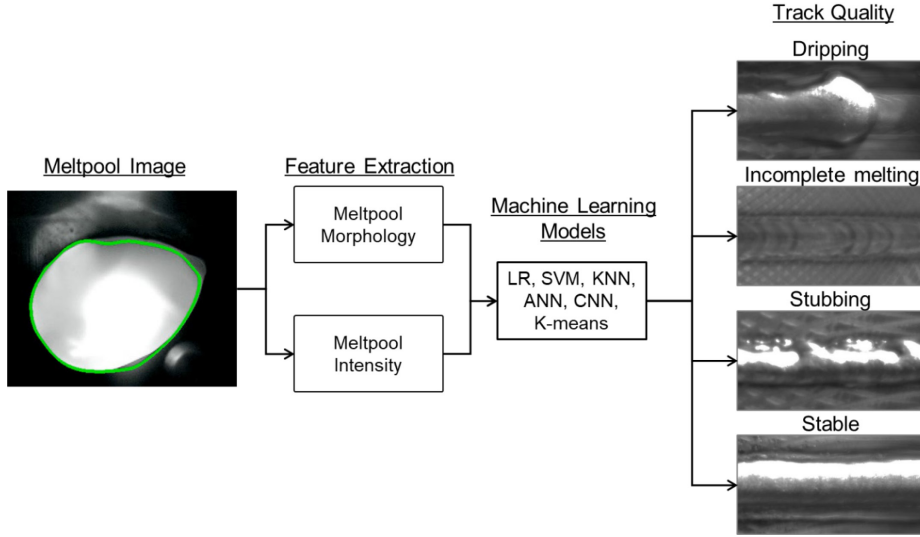 Meltpool Image
Feature Extraction
Meltpool
Morphology
Meltpool
Intensity
Machine Learning
Models
LR, SVM, KNN,
ANN, CNN,
K-means
Track Quality
Dripping
Incomplete melting
Stubbing
Stable